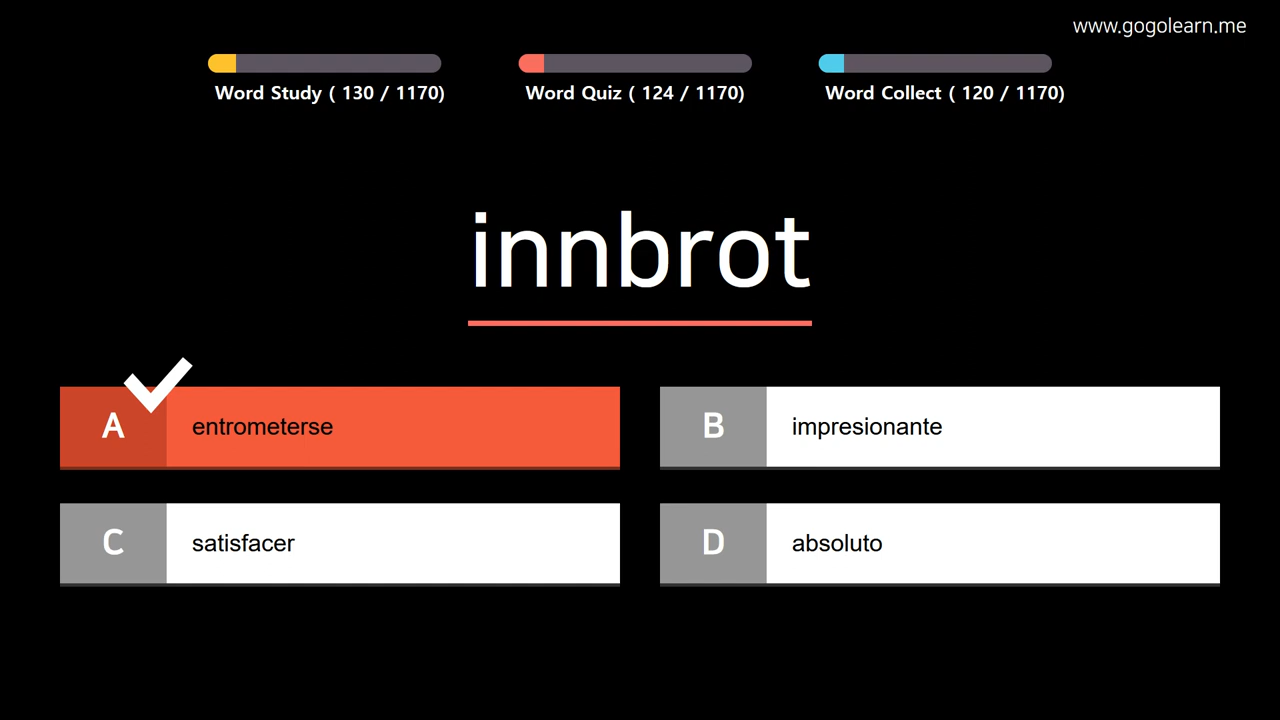 www.gogolearn.me
Word Study ( 130 / 1170)
Word Quiz ( 124 / 1170)
Word Collect ( 120 / 1170)
innbrot
A entrometerse
B impresionante
C satisfacer
D absoluto